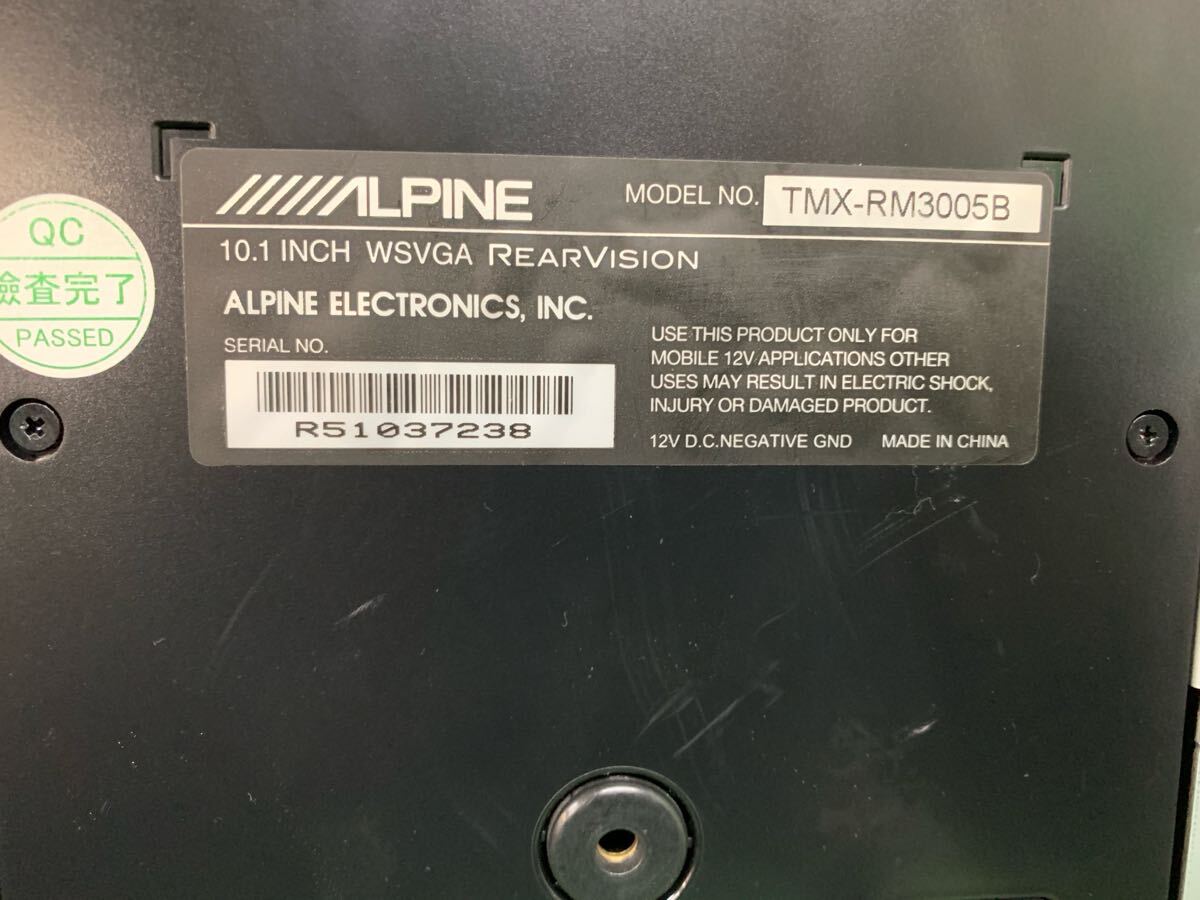 ALPINE
MODEL NO. TMX-RM3005B
10.1 INCH WSVGA REARVISION
ALPINE ELECTRONICS, INC.
SERIAL NO.
R51037238
USE THIS PRODUCT ONLY FOR
MOBILE 12V APPLICATIONS OTHER
USES MAY RESULT IN ELECTRIC SHOCK,
INJURY OR DAMAGED PRODUCT.
12V D.C.NEGATIVE GND MADE IN CHINA
QC
檢査完了
PASSED